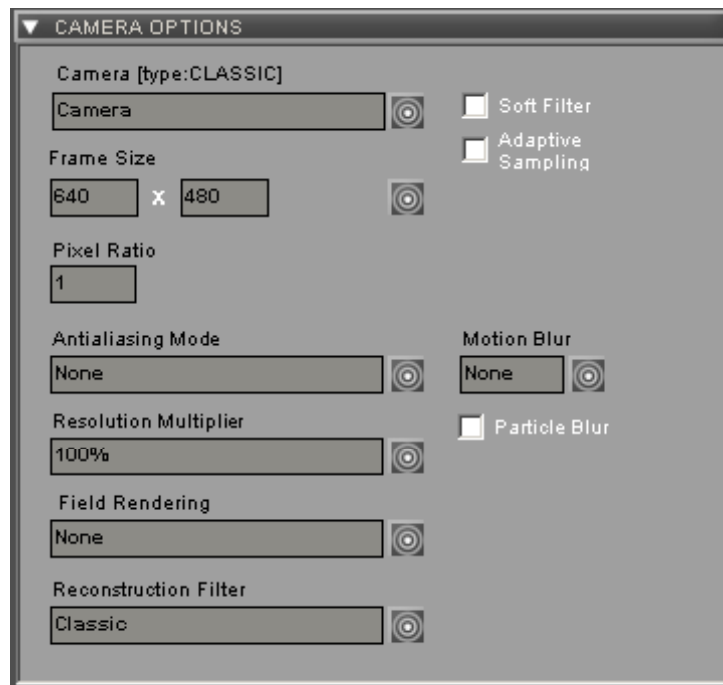 CAMERA OPTIONS
Camera [type:CLASSIC]
Camera
Soft Filter
Adaptive
Sampling
Frame Size
640 x 480
Pixel Ratio
1
Antialiasing Mode
None
Motion Blur
None
Resolution Multiplier
100%
Particle Blur
Field Rendering
None
Reconstruction Filter
Classic